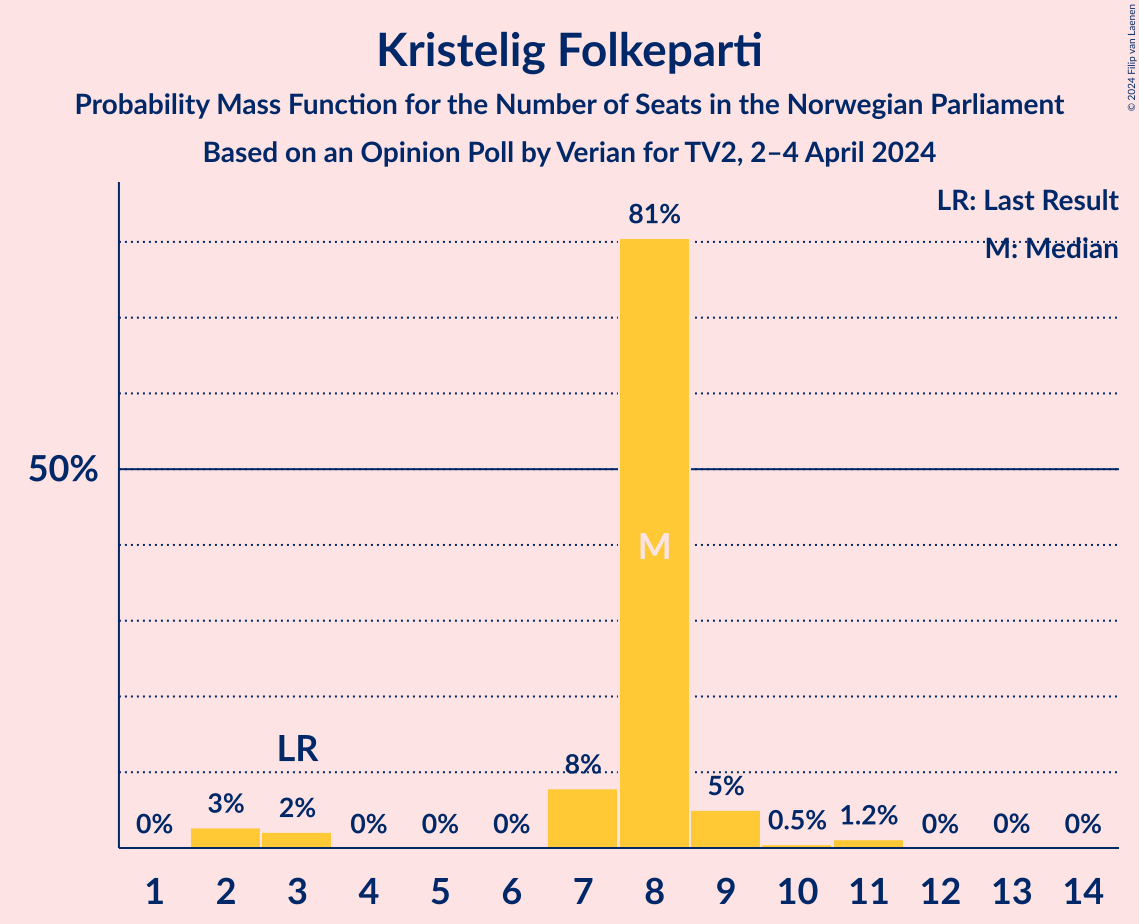 Kristelig Folkeparti
Probability Mass Function for the Number of Seats in the Norwegian Parliament
Based on an Opinion Poll by Verian for TV2, 2–4 April 2024
© 2024 Filip van Laenen
LR: Last Result
M: Median
81%
50%
M
LR
0% 3% 2% 0% 0% 0% 8% 5% 0.5% 1.2% 0% 0% 0%
1 2 3 4 5 6 7 8 9 10 11 12 13 14